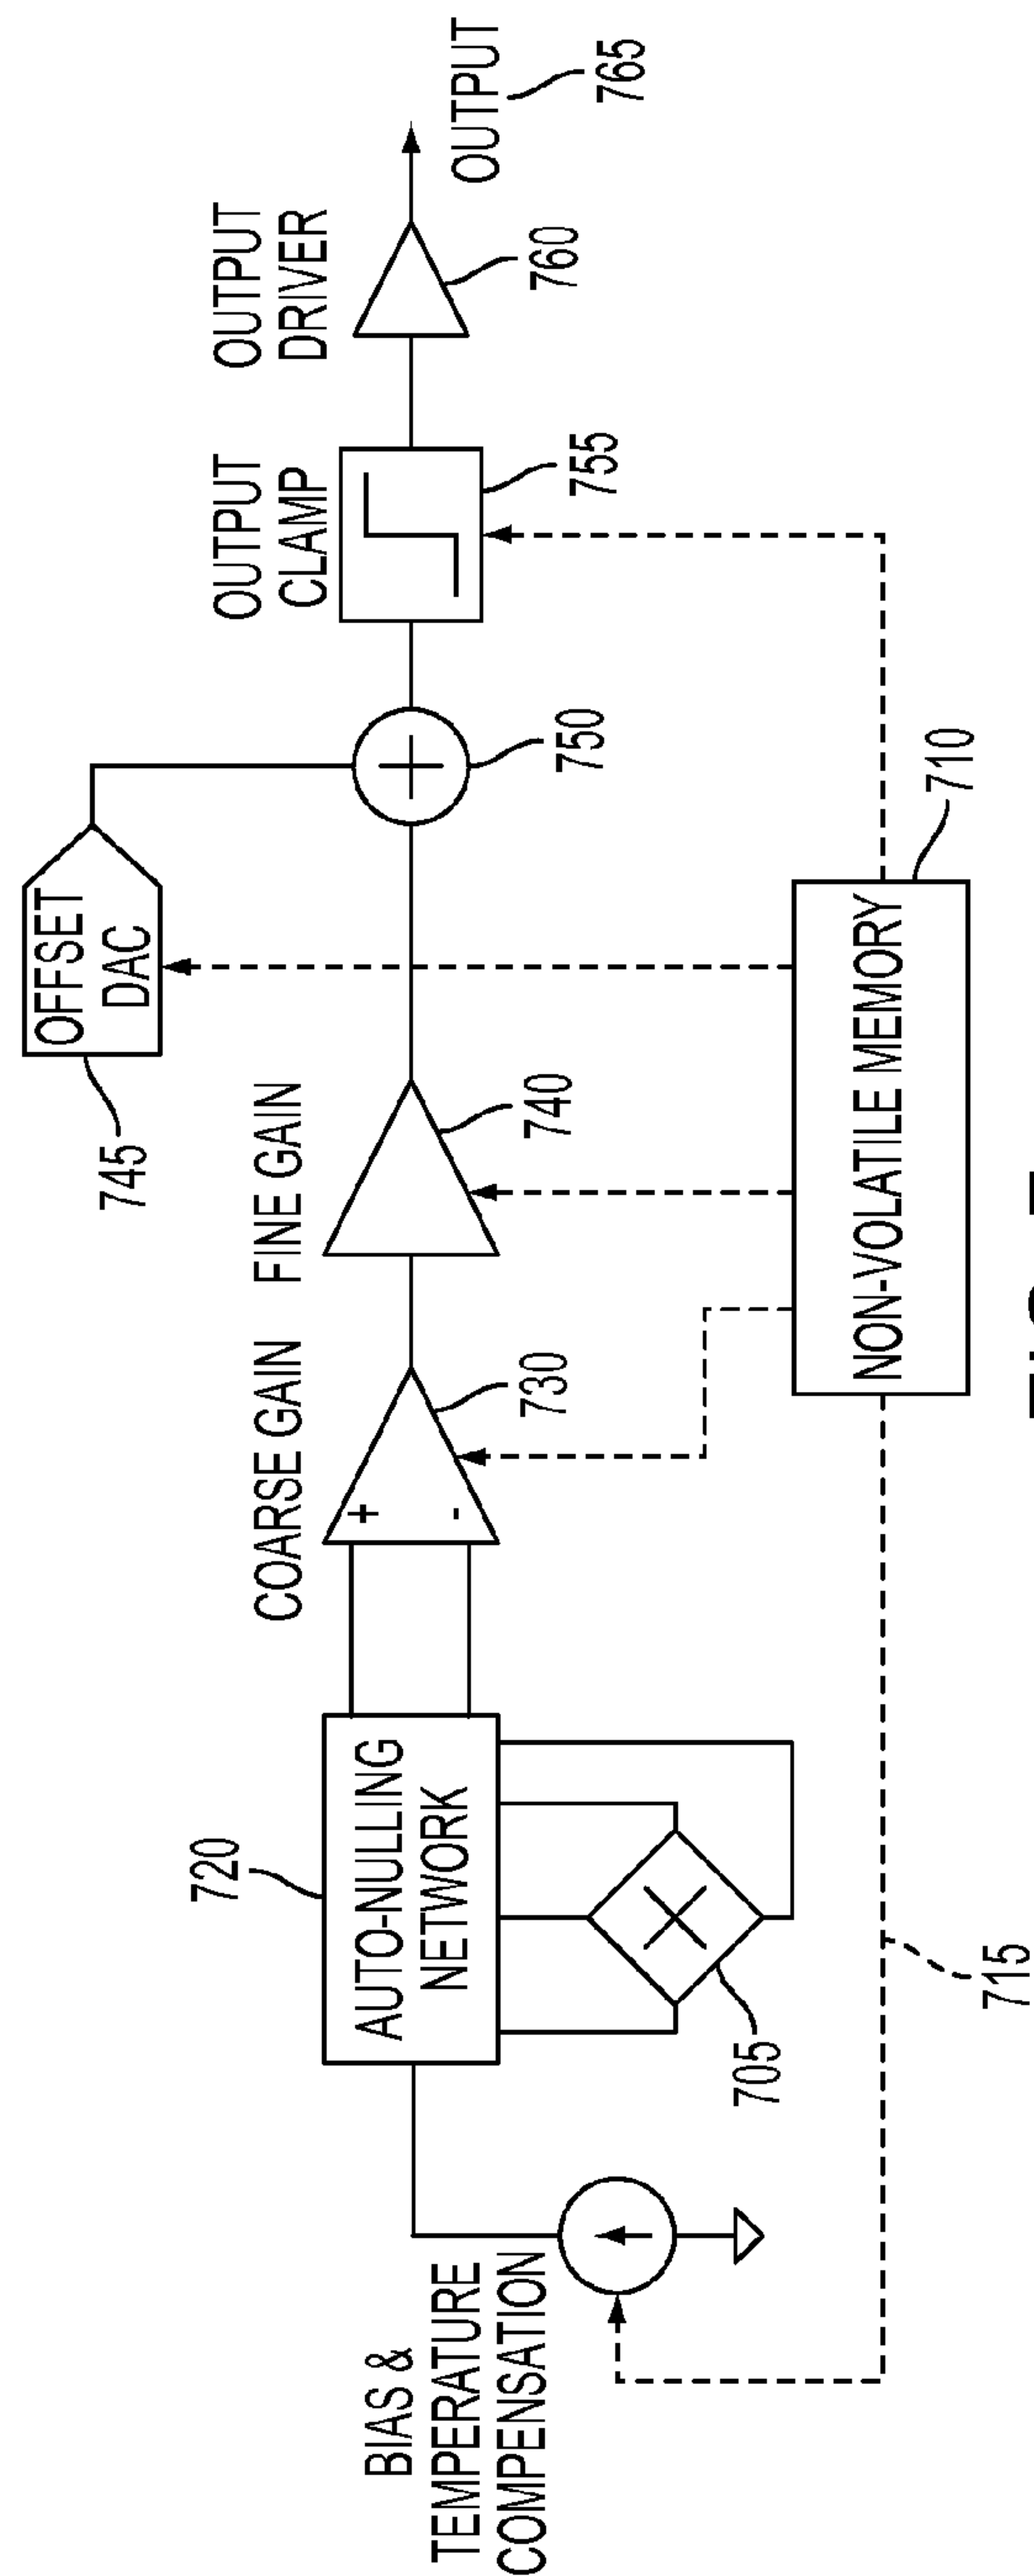 BIAS &
TEMPERATURE
COMPENSATION
720
AUTO-NULLING
NETWORK
705
715
COARSE GAIN
+
-
730
FINE GAIN
740
745
OFFSET
DAC
750
NON-VOLATILE MEMORY
710
OUTPUT
CLAMP
755
OUTPUT
DRIVER
760
OUTPUT
765